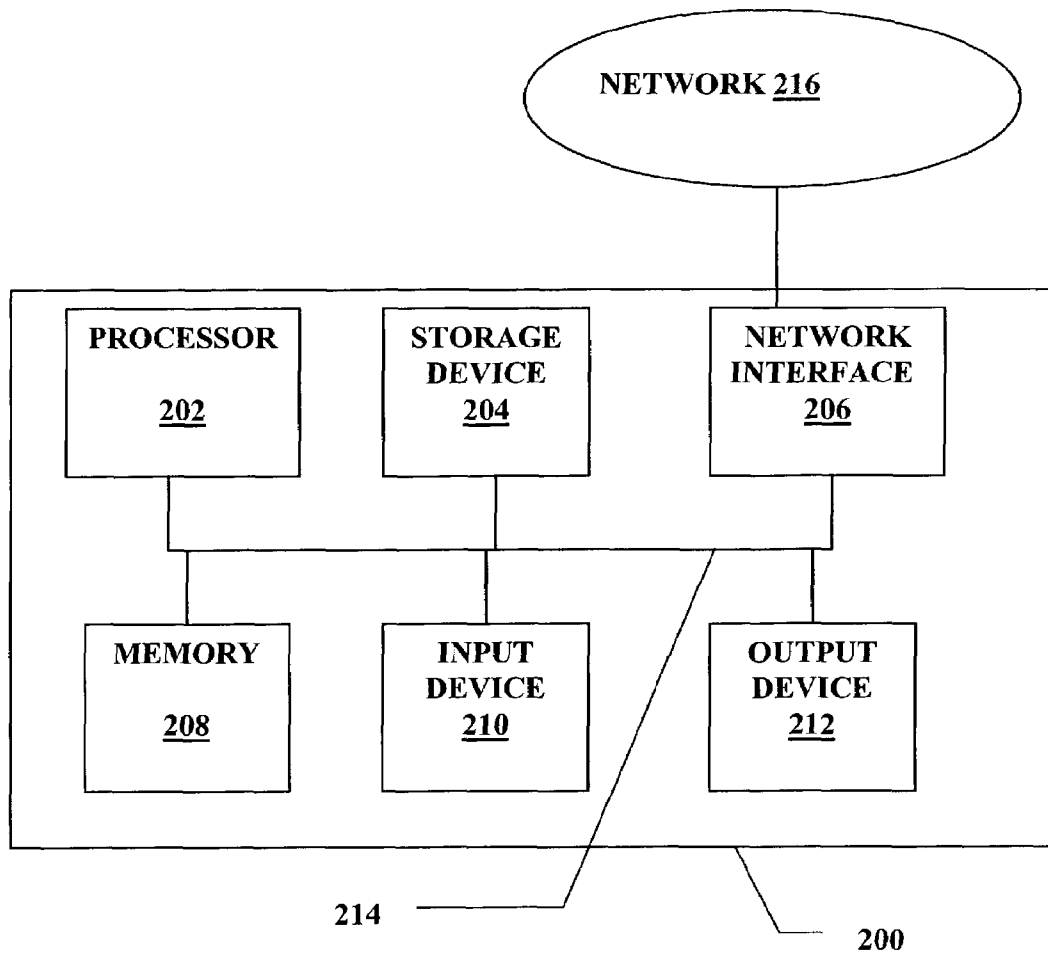 NETWORK 216
PROCESSOR
202
STORAGE
DEVICE
204
NETWORK
INTERFACE
206
MEMORY
208
INPUT
DEVICE
210
OUTPUT
DEVICE
212
214
200